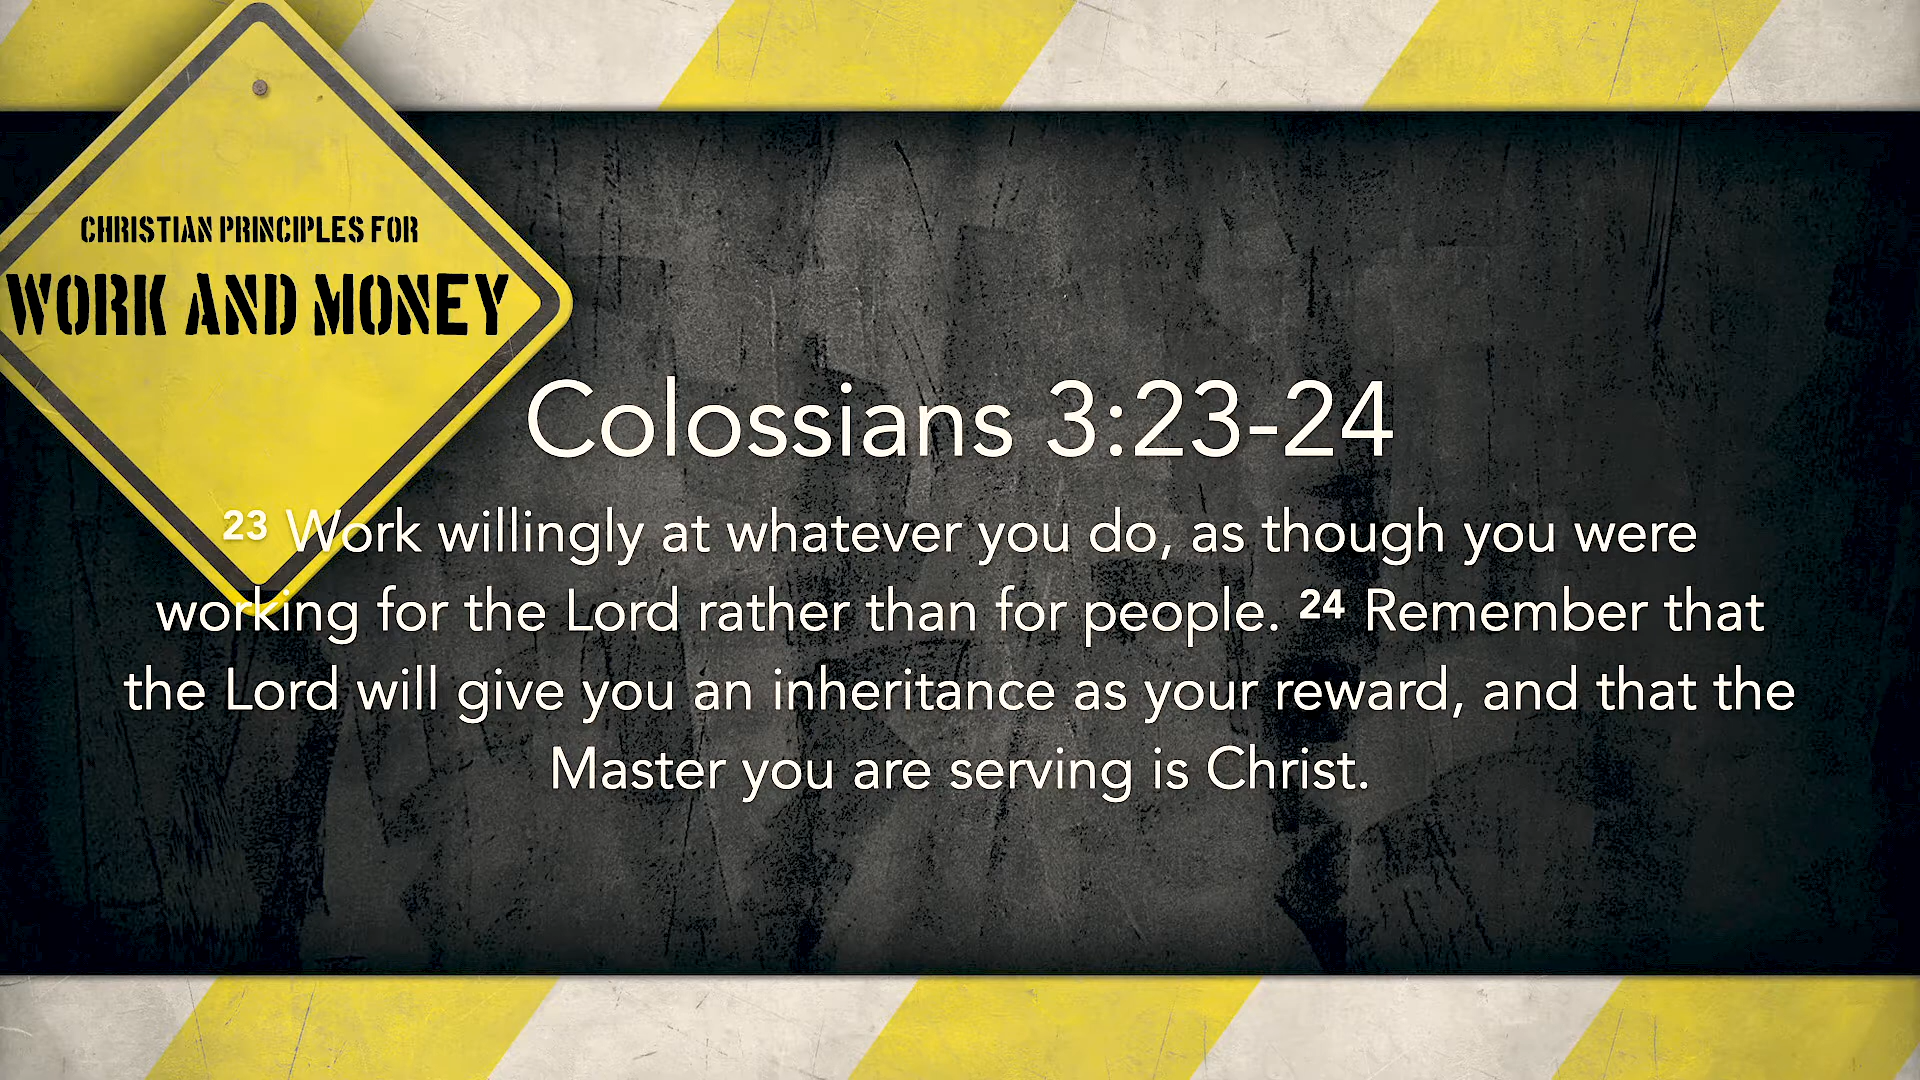 CHRISTIAN PRINCIPLES FOR
WORK AND MONEY
Colossians 3:23-24
23 Work willingly at whatever you do, as though you were
working for the Lord rather than for people. 24 Remember that
the Lord will give you an inheritance as your reward, and that the
Master you are serving is Christ.